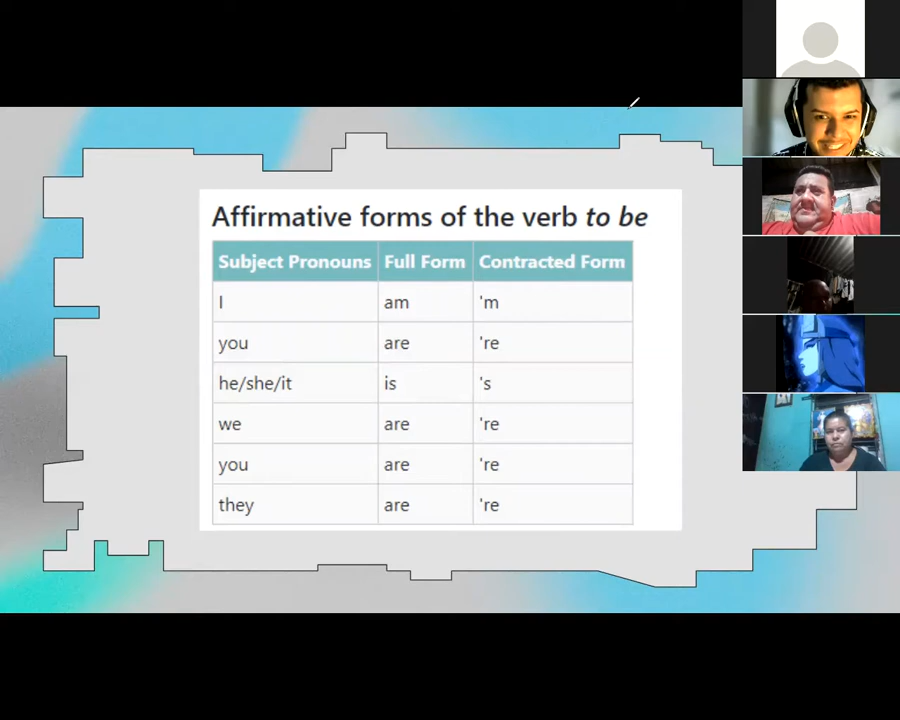 Affirmative forms of the verb to be
Subject Pronouns Full Form Contracted Form
I am 'm
you are 're
he/she/it is 's
we are 're
you are 're
they are 're